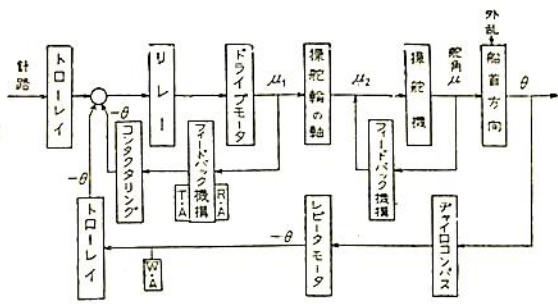 外乱
針路
トローレイ
リレー
ドライブモータ
μ₁
操舵輪の軸
μ₂
操舵機
舵角μ
船首方向
θ
-θ
コンタクタリング
フィードバック機構
T.A
R.A
フィードバック機構
-θ
トローレイ
W.A
-θ
レピータモータ
ヂャイロコンパス